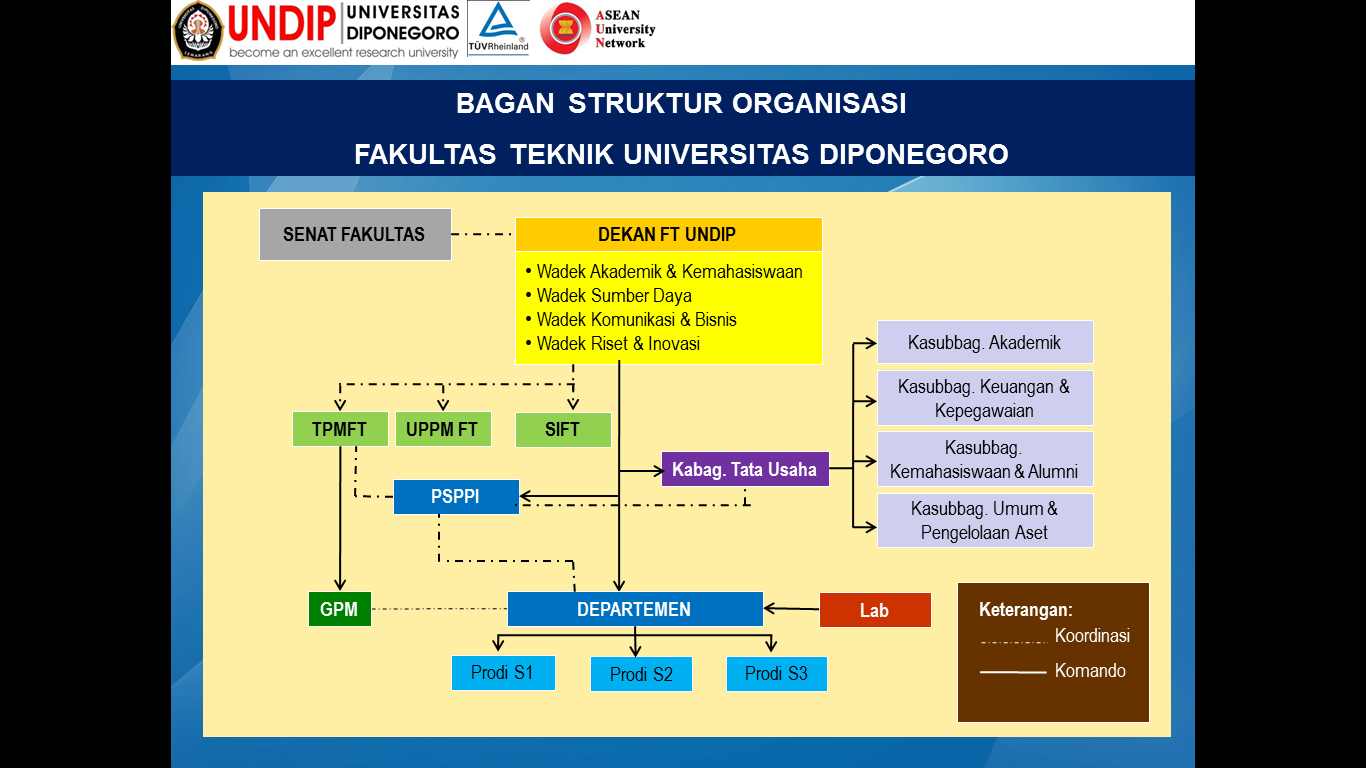 UNDIP
UNIVERSITAS
DIPONEGORO
become an excellent research university
TÜVRheinland
ASEAN
University
Network
BAGAN STRUKTUR ORGANISASI
FAKULTAS TEKNIK UNIVERSITAS DIPONEGORO
SENAT FAKULTAS
DEKAN FT UNDIP
• Wadek Akademik & Kemahasiswaan
• Wadek Sumber Daya
• Wadek Komunikasi & Bisnis
• Wadek Riset & Inovasi
Kasubbag. Akademik
Kasubbag. Keuangan &
Kepegawaian
Kasubbag.
Kemahasiswaan & Alumni
Kasubbag. Umum &
Pengelolaan Aset
TPMFT
UPPM FT
SIFT
Kabag. Tata Usaha
PSPPI
GPM
DEPARTEMEN
Lab
Prodi S1
Prodi S2
Prodi S3
Keterangan:
Koordinasi
Komando